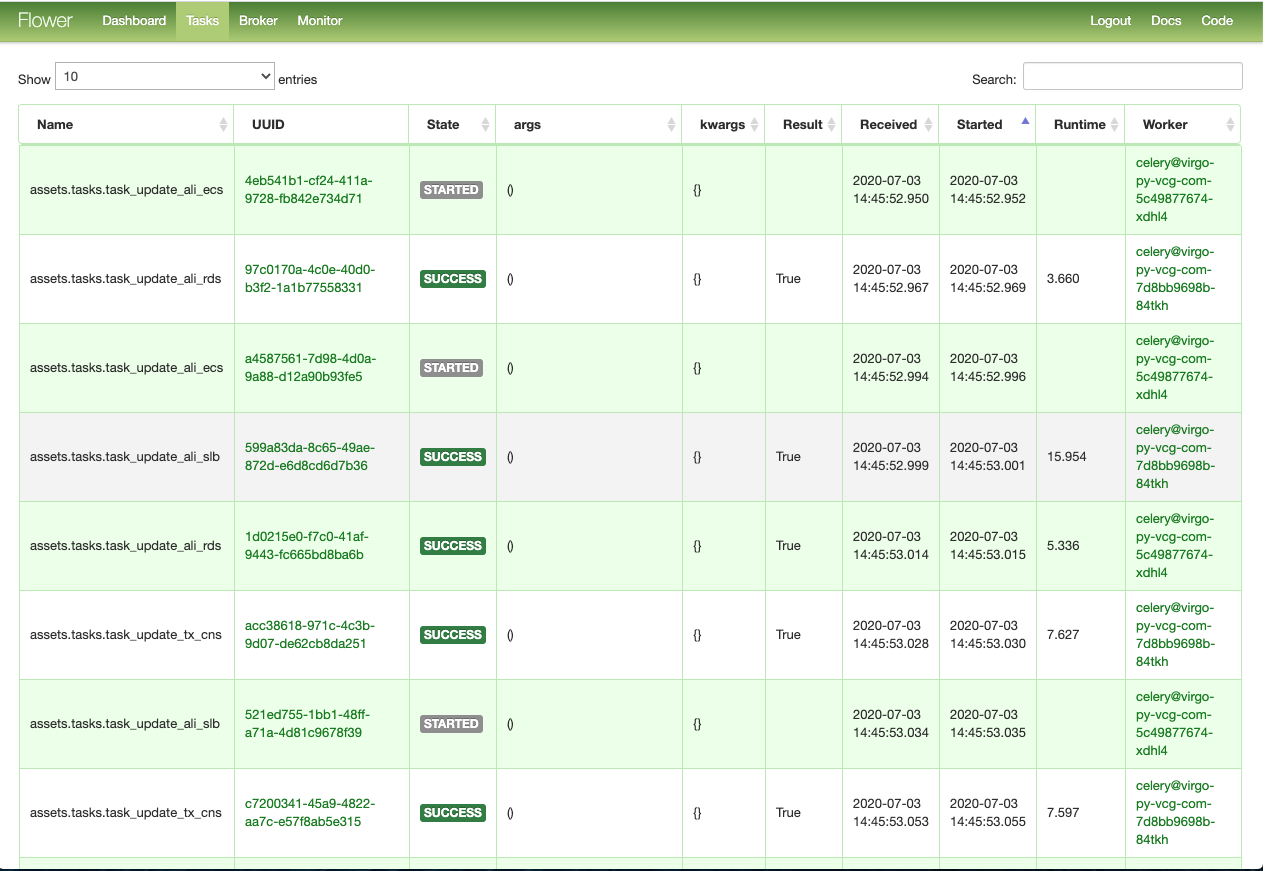 Flower Dashboard Tasks Broker Monitor Logout Docs Code
Show 10 entries Search:
Name UUID State args kwargs Result Received Started Runtime Worker
assets.tasks.task_update_ali_ecs 4eb541b1-cf24-411a-9728-fb842e734d71 STARTED () {} 2020-07-03 14:45:52.950 2020-07-03 14:45:52.952 celery@virgo-py-vcg-com-5c49877674-xdhl4
assets.tasks.task_update_ali_rds 97c0170a-4c0e-40d0-b3f2-1a1b77558331 SUCCESS () {} True 2020-07-03 14:45:52.967 2020-07-03 14:45:52.969 3.660 celery@virgo-py-vcg-com-7d8bb9698b-84tkh
assets.tasks.task_update_ali_ecs a4587561-7d98-4d0a-9a88-d12a90b93fe5 STARTED () {} 2020-07-03 14:45:52.994 2020-07-03 14:45:52.996 celery@virgo-py-vcg-com-5c49877674-xdhl4
assets.tasks.task_update_ali_slb 599a83da-8c65-49ae-872d-e6d8cd6d7b36 SUCCESS () {} True 2020-07-03 14:45:52.999 2020-07-03 14:45:53.001 15.954 celery@virgo-py-vcg-com-7d8bb9698b-84tkh
assets.tasks.task_update_ali_rds 1d0215e0-f7c0-41af-9443-fc665bd8ba6b SUCCESS () {} True 2020-07-03 14:45:53.014 2020-07-03 14:45:53.015 5.336 celery@virgo-py-vcg-com-5c49877674-xdhl4
assets.tasks.task_update_tx_cns acc38618-971c-4c3b-9d07-de62cb8da251 SUCCESS () {} True 2020-07-03 14:45:53.028 2020-07-03 14:45:53.030 7.627 celery@virgo-py-vcg-com-7d8bb9698b-84tkh
assets.tasks.task_update_ali_slb 521ed755-1bb1-48ff-a71a-4d81c9678f39 STARTED () {} 2020-07-03 14:45:53.034 2020-07-03 14:45:53.035 celery@virgo-py-vcg-com-5c49877674-xdhl4
assets.tasks.task_update_tx_cns c7200341-45a9-4822-aa7c-e57f8ab5e315 SUCCESS () {} True 2020-07-03 14:45:53.053 2020-07-03 14:45:53.055 7.597 celery@virgo-py-vcg-com-7d8bb9698b-84tkh